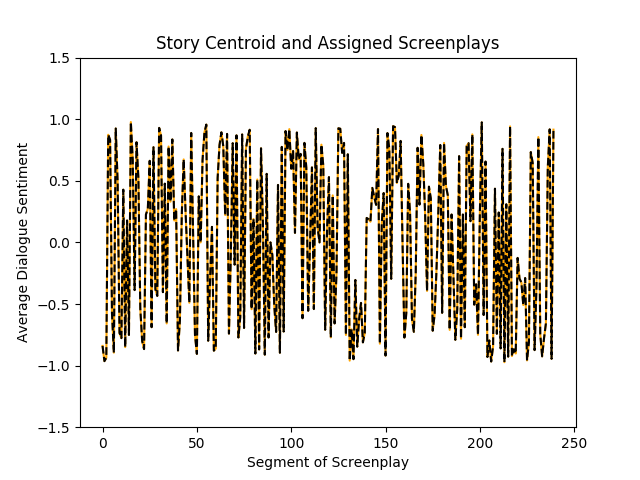 Story Centroid and Assigned Screenplays
1.5
1.0
0.5
0.0
−0.5
−1.0
−1.5
Average Dialogue Sentiment
0 50 100 150 200 250
Segment of Screenplay